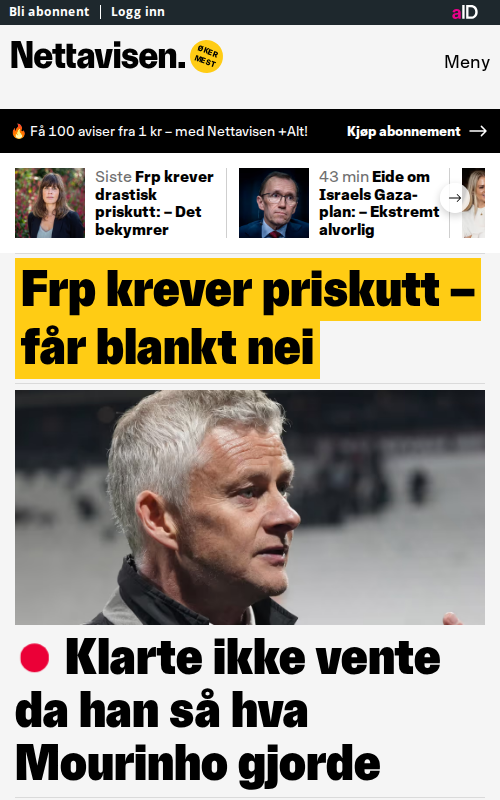 Bli abonnent | Logg inn
aID
Nettavisen.
ØKER
MEST
Meny
🔥 Få 100 aviser fra 1 kr – med Nettavisen +Alt!
Kjøp abonnement →
Siste Frp krever
drastisk
priskutt: – Det
bekymrer
43 min Eide om
Israels Gaza-
plan: – Ekstremt
alvorlig
Frp krever priskutt –
får blankt nei
Klarte ikke vente
da han så hva
Mourinho gjorde